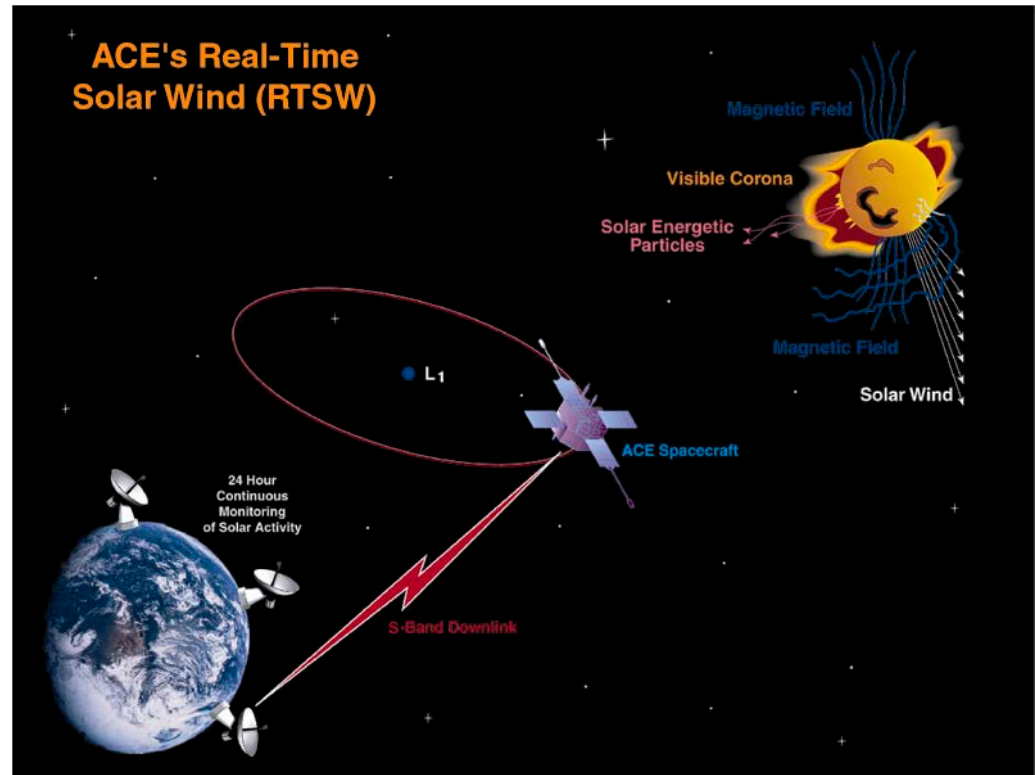 ACE's Real-Time
Solar Wind (RTSW)
Magnetic Field
Visible Corona
Solar Energetic
Particles
Magnetic Field
Solar Wind
L1
ACE Spacecraft
24 Hour
Continuous
Monitoring
of Solar Activity
S-Band Downlink